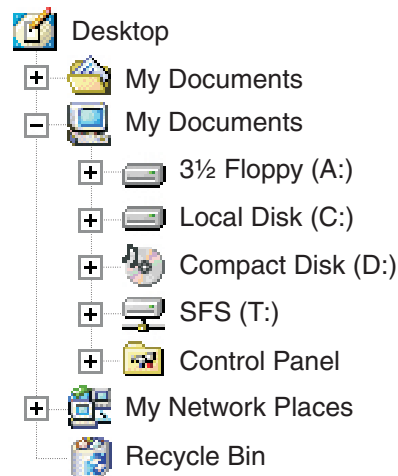 Desktop
My Documents
My Documents
3½ Floppy (A:)
Local Disk (C:)
Compact Disk (D:)
SFS (T:)
Control Panel
My Network Places
Recycle Bin